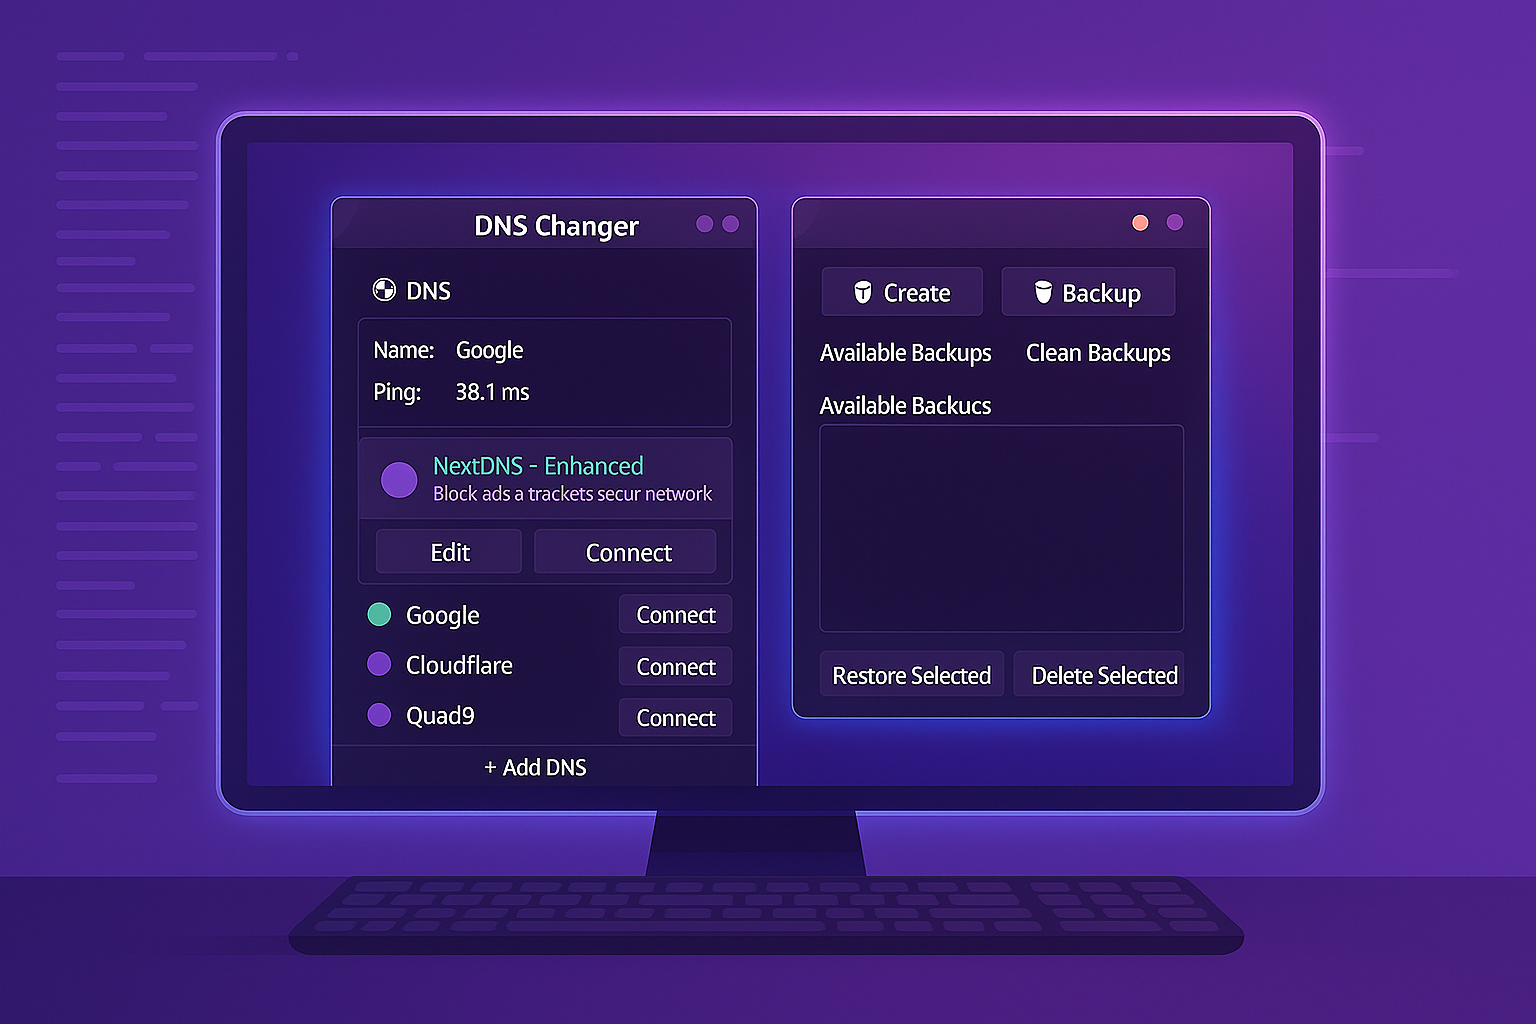 DNS Changer
DNS
Name: Google
Ping: 38.1 ms
NextDNS - Enhanced
Block ads a trackets secur network
Edit Connect
Google Connect
Cloudflare Connect
Quad9 Connect
+ Add DNS
Create Backup
Available Backups Clean Backups
Available Backucs
Restore Selected Delete Selected